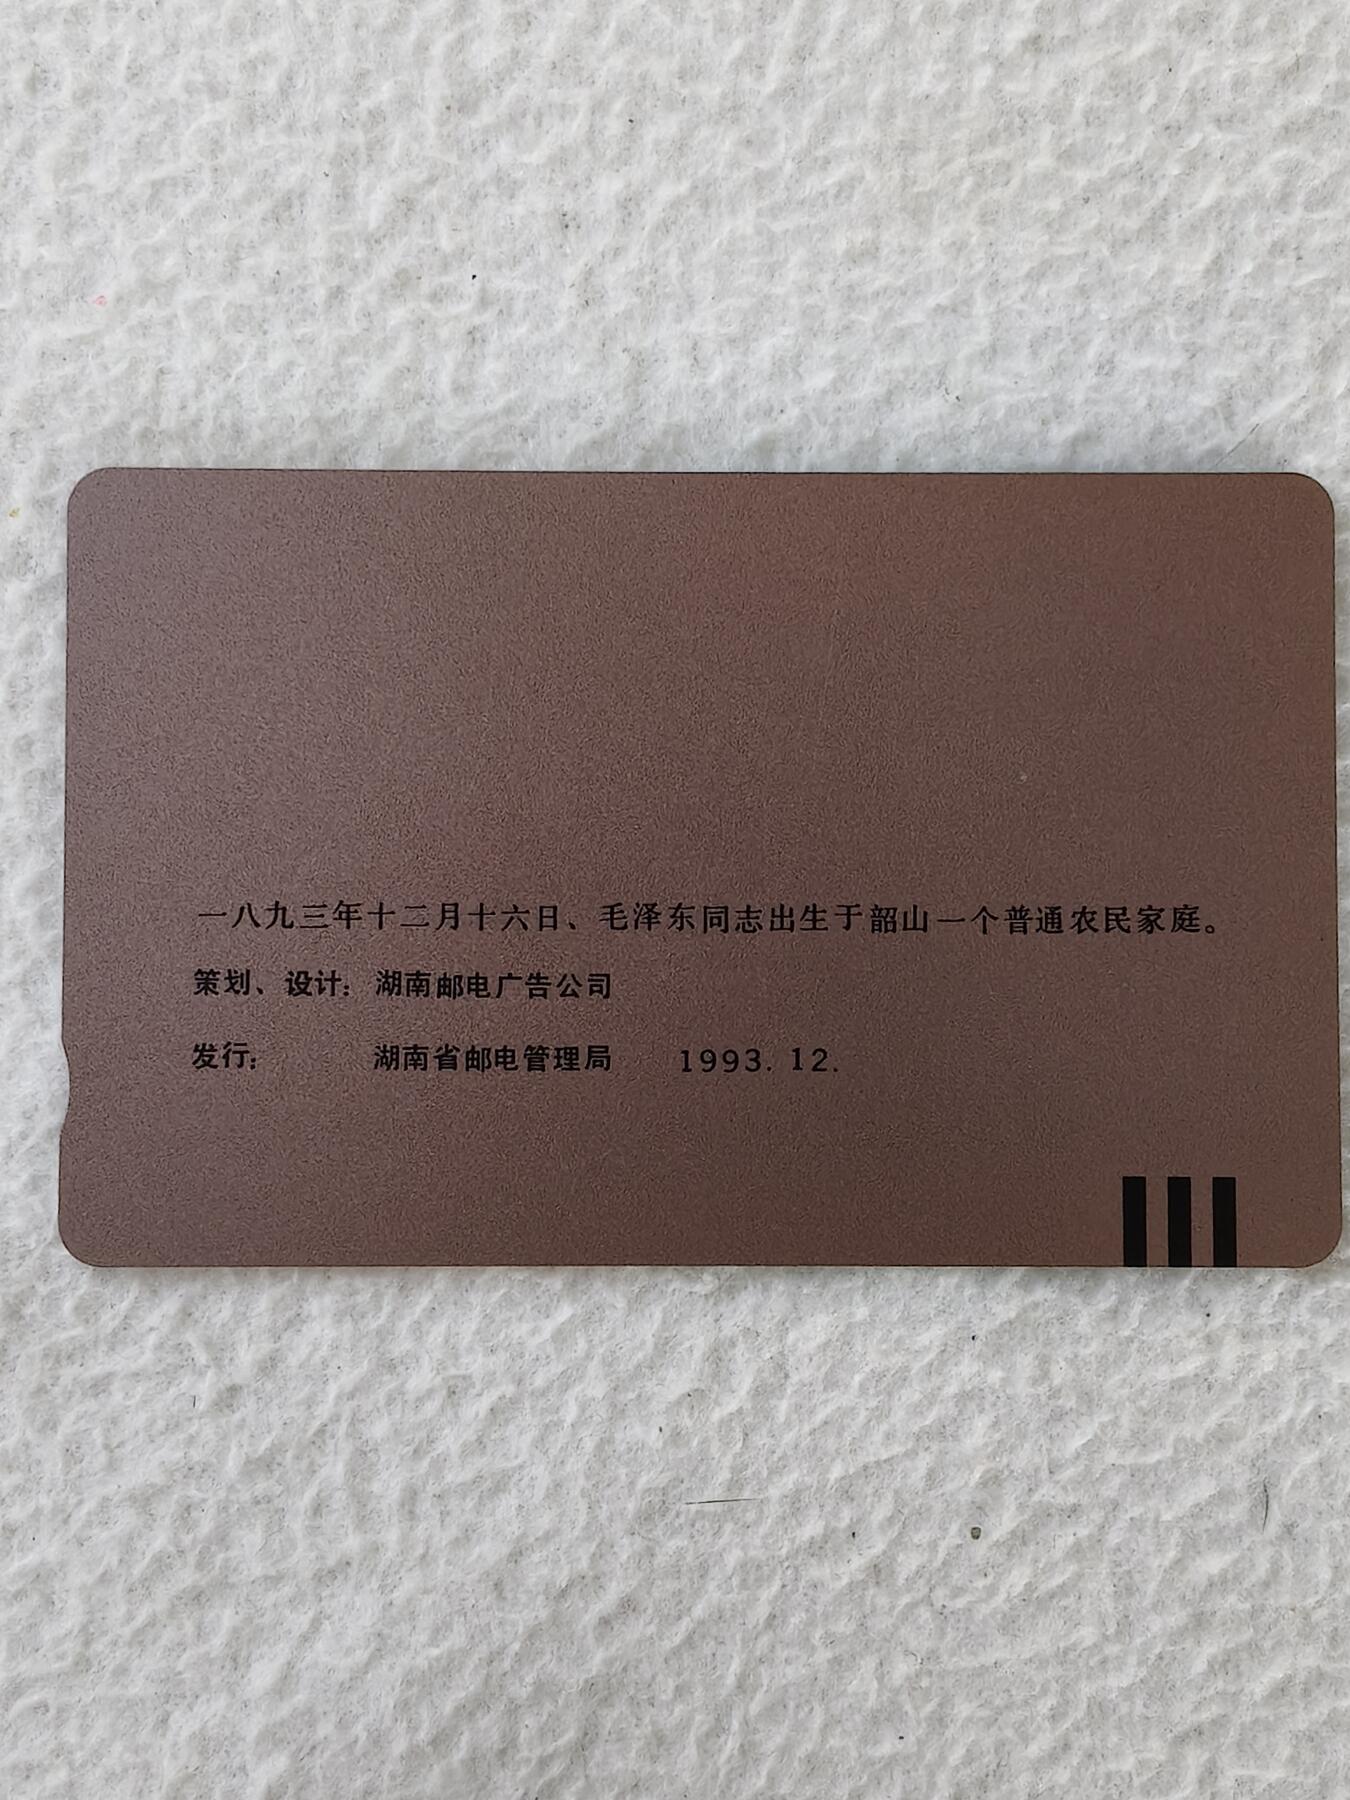 一八九三年十二月十六日、毛泽东同志出生于韶山一个普通农民家庭。
策划、设计：湖南邮电广告公司
发行：湖南省邮电管理局 1993. 12.